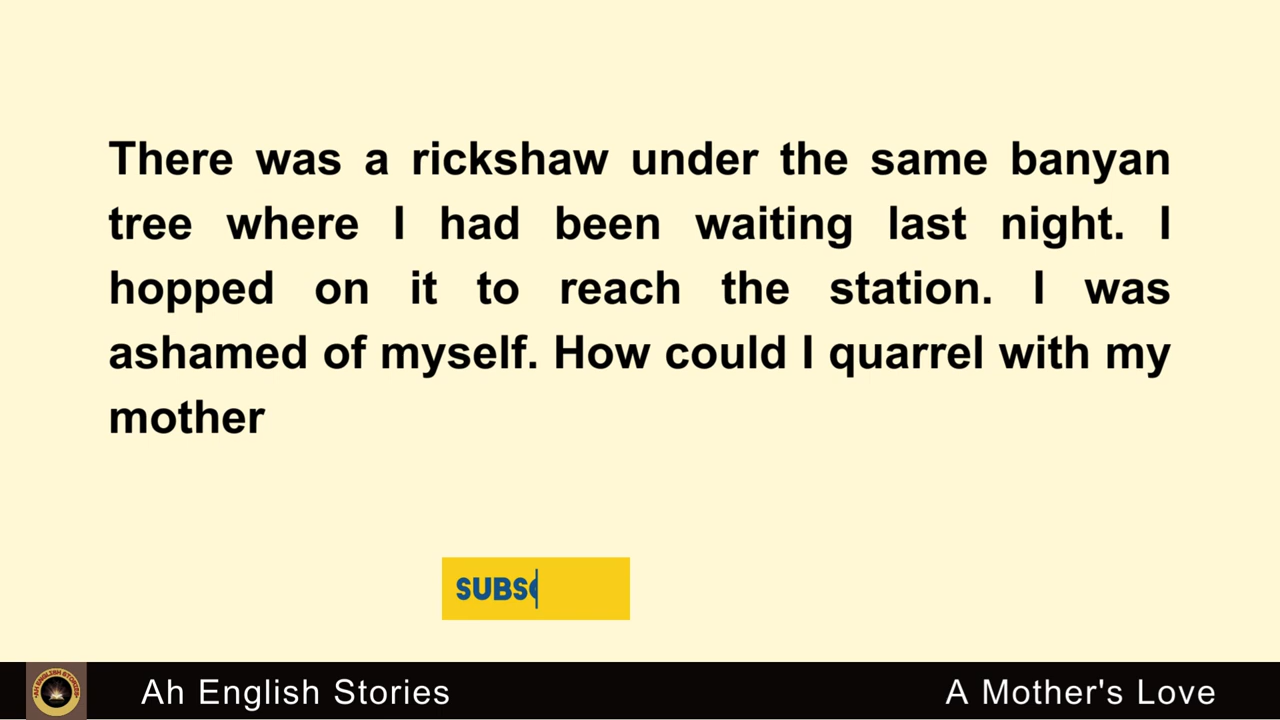 There was a rickshaw under the same banyan
tree where I had been waiting last night. I
hopped on it to reach the station. I was
ashamed of myself. How could I quarrel with my
mother
SUBS
Ah English Stories
A Mother's Love